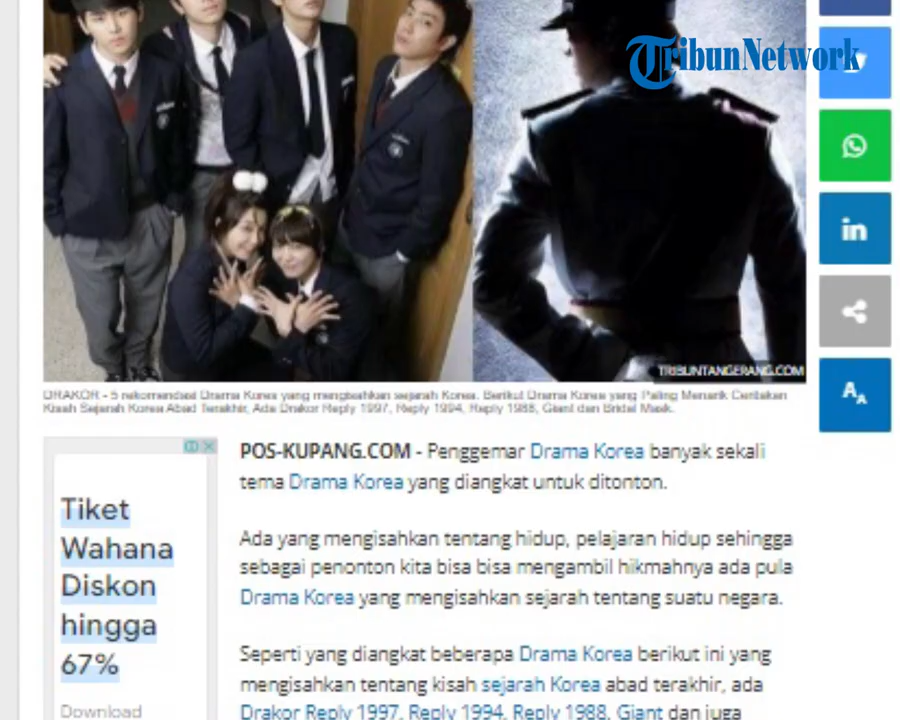 TribunNetwork
TRIBUNTANGERANG.COM
DRAKOR - 5 rekomendasi Drama Korea yang mengisahkan sejarah Korea. Berikut Drama Korea yang Paling Menarik Ceritakan
Kisah Sejarah Korea Abad Terakhir, Ada Drakor Reply 1997, Reply 1994, Reply 1988, Giant dan Bridal Mask.
POS-KUPANG.COM - Penggemar Drama Korea banyak sekali
tema Drama Korea yang diangkat untuk ditonton.
Ada yang mengisahkan tentang hidup, pelajaran hidup sehingga
sebagai penonton kita bisa bisa mengambil hikmahnya ada pula
Drama Korea yang mengisahkan sejarah tentang suatu negara.
Seperti yang diangkat beberapa Drama Korea berikut ini yang
mengisahkan tentang kisah sejarah Korea abad terakhir, ada
Drakor Reply 1997, Reply 1994, Reply 1988, Giant dan juga
Tiket
Wahana
Diskon
hingga
67%
Download
in
AA